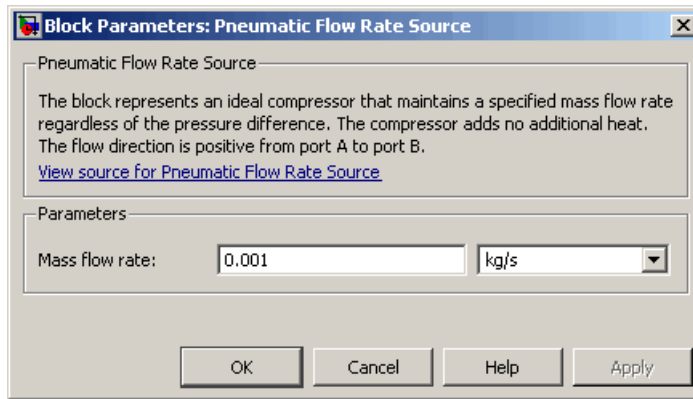 Block Parameters: Pneumatic Flow Rate Source
Pneumatic Flow Rate Source
The block represents an ideal compressor that maintains a specified mass flow rate
regardless of the pressure difference. The compressor adds no additional heat.
The flow direction is positive from port A to port B.
View source for Pneumatic Flow Rate Source
Parameters
Mass flow rate: 0.001 kg/s
OK Cancel Help Apply